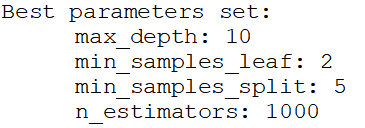 Best parameters set:
max_depth: 10
min_samples_leaf: 2
min_samples_split: 5
n_estimators: 1000